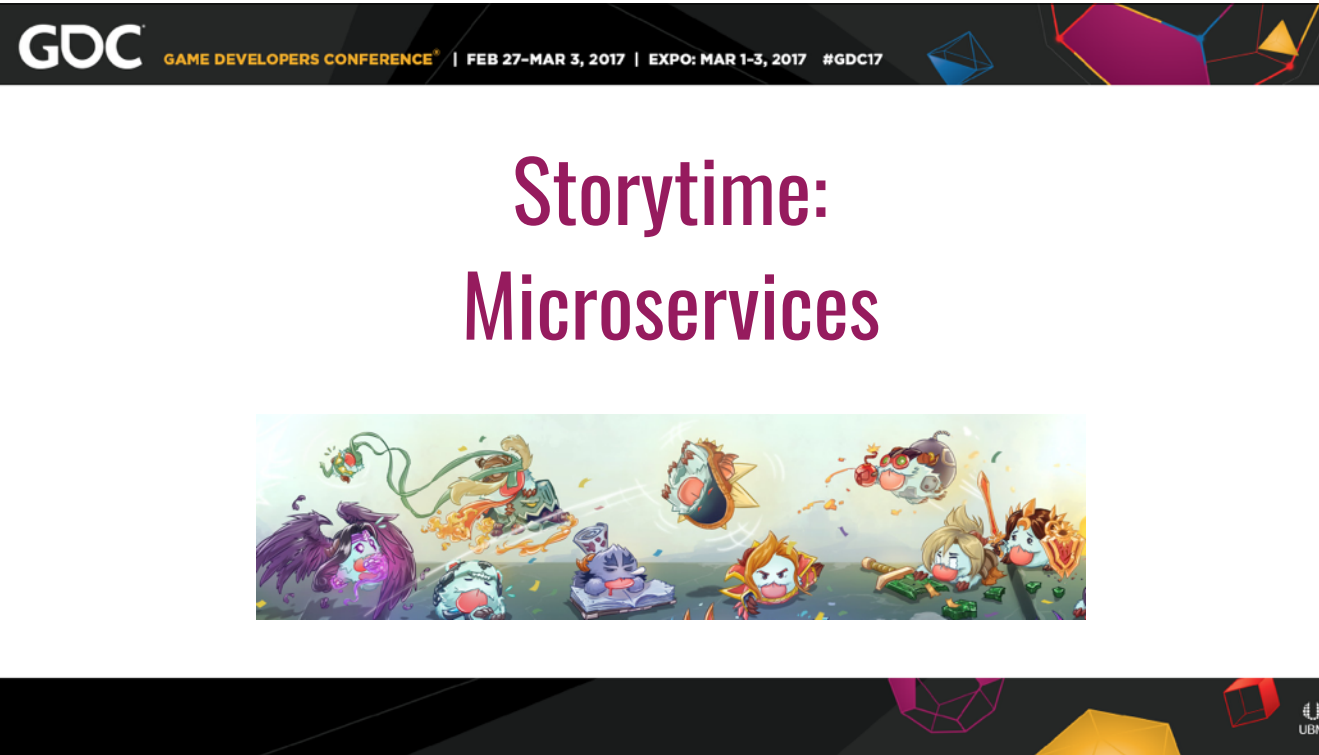 GDC GAME DEVELOPERS CONFERENCE® | FEB 27–MAR 3, 2017 | EXPO: MAR 1–3, 2017 #GDC17
Storytime:
Microservices